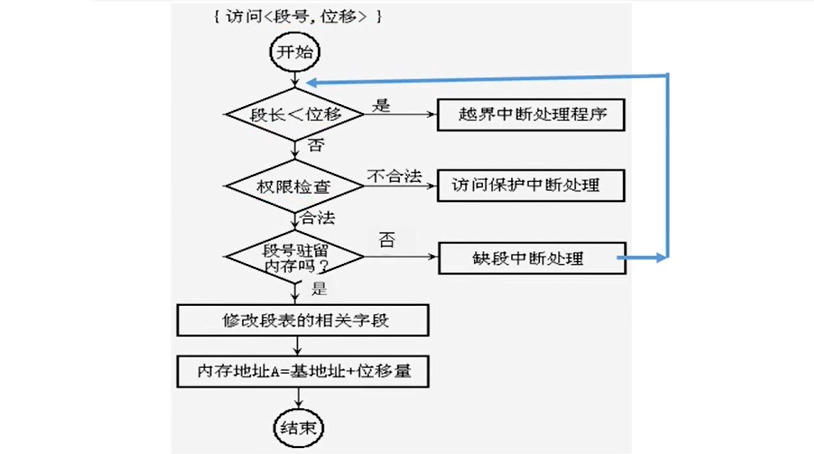 { 访问<段号,位移> }
开始
段长<位移
是
越界中断处理程序
否
权限检查
不合法
访问保护中断处理
合法
段号驻留
内存吗?
否
缺段中断处理
是
修改段表的相关字段
内存地址A=基地址+位移量
结束